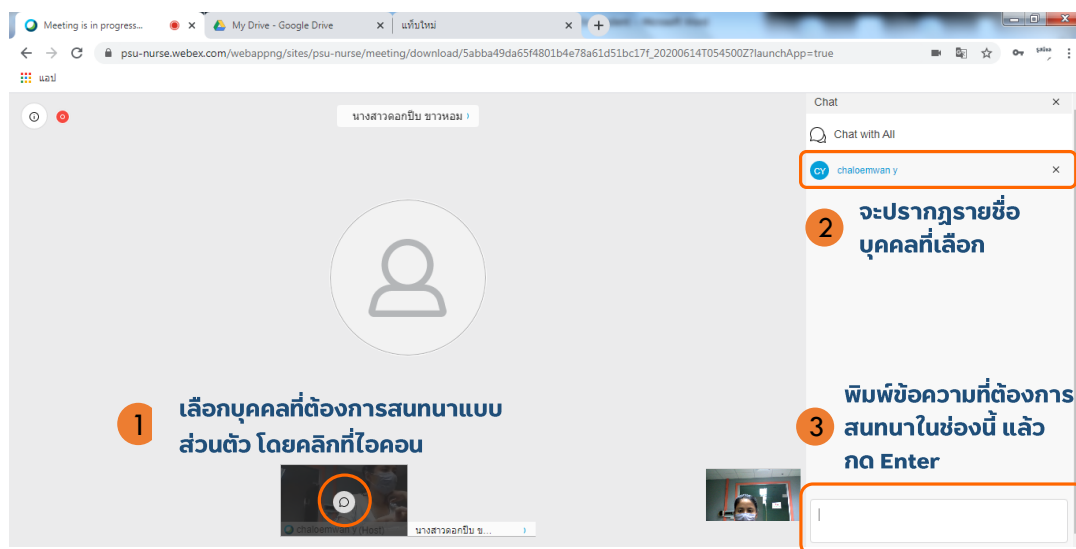 Meeting is in progress...
My Drive - Google Drive
แท็บใหม่
psu-nurse.webex.com/webappng/sites/psu-nurse/meeting/download/5abba49da65f4801b4e78a61d51bc17f_20200614T054500Z?launchApp=true
แอป
นางสาวดอกปีบ ขาวหอม
Chat
Chat with All
CY chaloemwan y
2
จะปรากฏรายชื่อ
บุคคลที่เลือก
1
เลือกบุคคลที่ต้องการสนทนาแบบ
ส่วนตัว โดยคลิกที่ไอคอน
3
พิมพ์ข้อความที่ต้องการ
สนทนาในช่องนี้ แล้ว
กด Enter
chaloemwan y (Host)
นางสาวดอกปีบ ข...